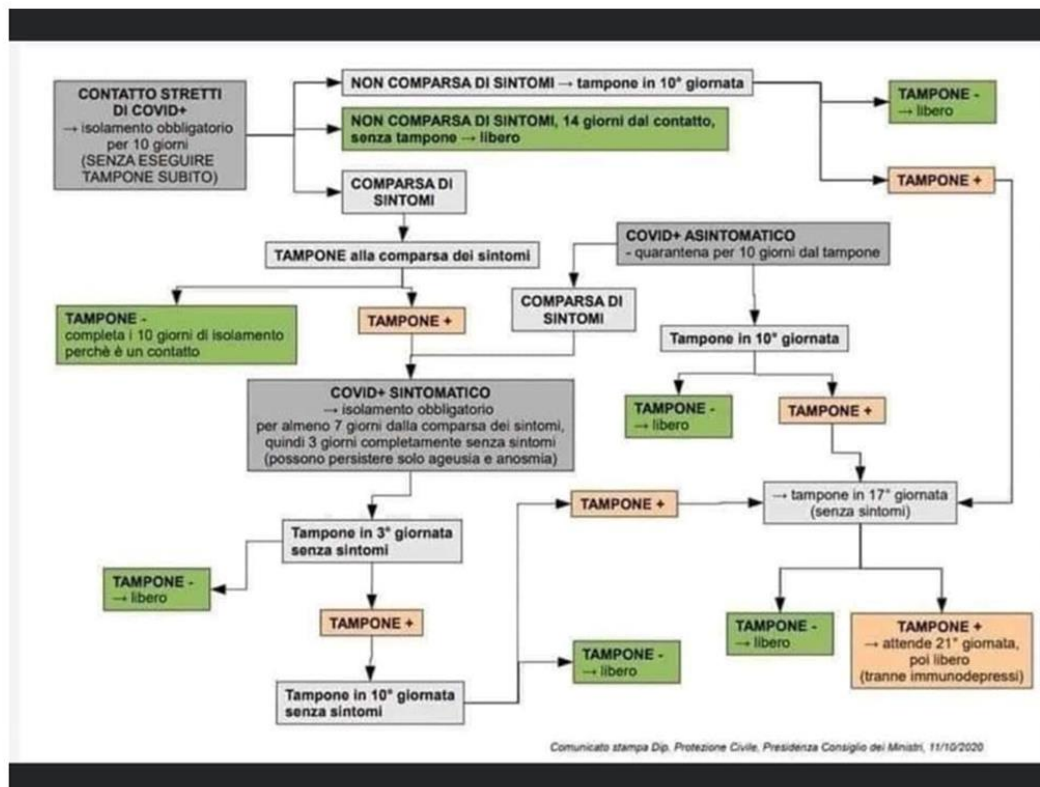 CONTATTO STRETTI
DI COVID+
→ isolamento obbligatorio
per 10 giorni
(SENZA ESEGUIRE
TAMPONE SUBITO)
NON COMPARSA DI SINTOMI → tampone in 10° giornata
NON COMPARSA DI SINTOMI, 14 giorni dal contatto,
senza tampone → libero
COMPARSA DI
SINTOMI
TAMPONE -
→ libero
TAMPONE +
TAMPONE alla comparsa dei sintomi
COVID+ ASINTOMATICO
- quarantena per 10 giorni dal tampone
TAMPONE -
completa i 10 giorni di isolamento
perchè è un contatto
TAMPONE +
COMPARSA DI
SINTOMI
Tampone in 10° giornata
COVID+ SINTOMATICO
→ isolamento obbligatorio
per almeno 7 giorni dalla comparsa dei sintomi,
quindi 3 giorni completamente senza sintomi
(possono persistere solo ageusia e anosmia)
TAMPONE -
→ libero
TAMPONE +
→ tampone in 17° giornata
(senza sintomi)
TAMPONE +
Tampone in 3° giornata
senza sintomi
TAMPONE -
→ libero
TAMPONE +
Tampone in 10° giornata
senza sintomi
TAMPONE -
→ libero
TAMPONE -
→ libero
TAMPONE +
→ attende 21° giornata,
poi libero
(tranne immunodepressi)
Comunicato stampa Dip. Protezione Civile, Presidenza Consiglio dei Ministri, 11/10/2020